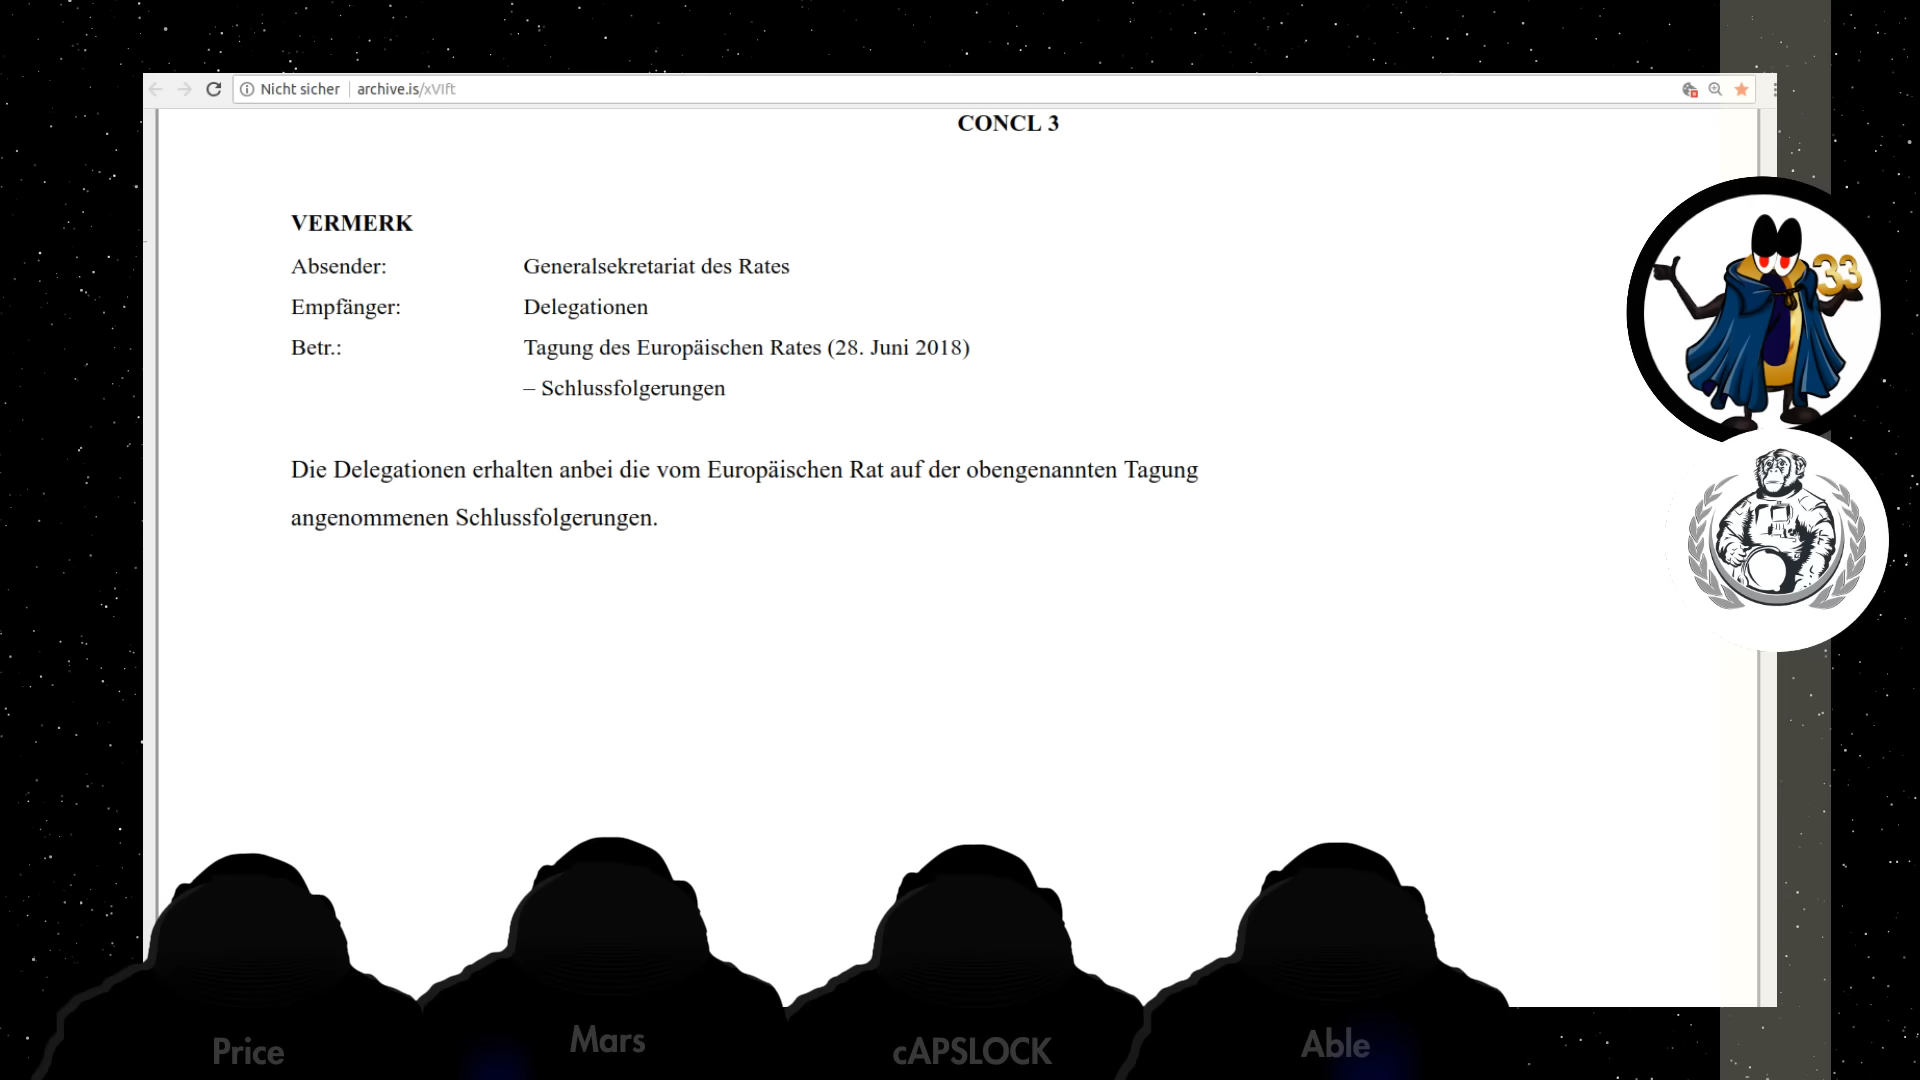 Nicht sicher archive.is/xVIft
CONCL 3
VERMERK
Absender: Generalsekretariat des Rates
Empfänger: Delegationen
Betr.: Tagung des Europäischen Rates (28. Juni 2018)
– Schlussfolgerungen
Die Delegationen erhalten anbei die vom Europäischen Rat auf der obengenannten Tagung
angenommenen Schlussfolgerungen.
33
Price Mars cAPSLOCK Able